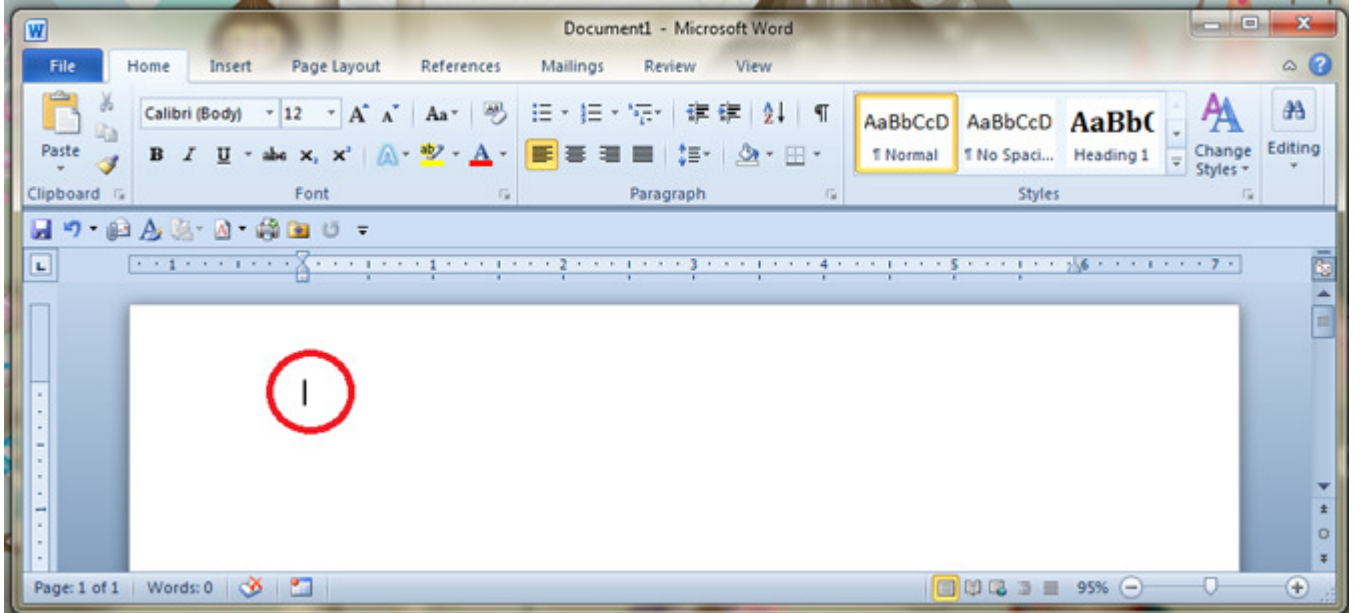 Document1 - Microsoft Word
File Home Insert Page Layout References Mailings Review View
Calibri (Body) 12 Aa
Paste
B I U abc x₂ x² ab A
AaBbCcD AaBbCcD AaBb(
¶ Normal ¶ No Spaci... Heading 1
Change Styles
Editing
Clipboard Font Paragraph Styles
L 1 1 2 3 4 5 6 7
Page: 1 of 1 Words: 0 95%